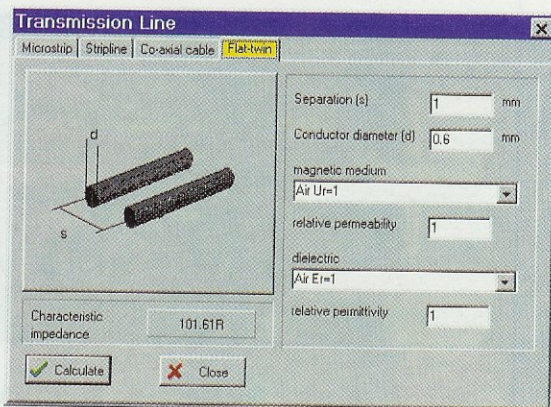 Transmission Line
Microstrip Stripline Co-axial cable Flat-twin
d
s
Separation (s) 1 mm
Conductor diameter (d) 0.6 mm
magnetic medium
Air Ur=1
relative permeability 1
dielectric
Air Er=1
relative permittivity 1
Characteristic
impedance
101.61R
Calculate
Close